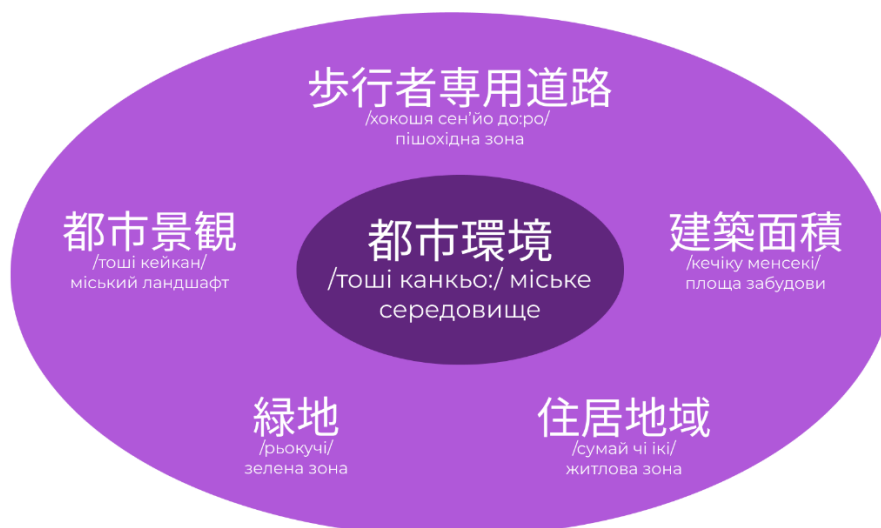 歩行者専用道路
/хокошя сен'йо до:ро/
пішохідна зона
都市景観
/тоші кейкан/
міський ландшафт
都市環境
/тоші канкьо:/ міське
середовище
建築面積
/кечіку менсекі/
площа забудови
緑地
/рьокучі/
зелена зона
住居地域
/сумай чі ікі/
житлова зона